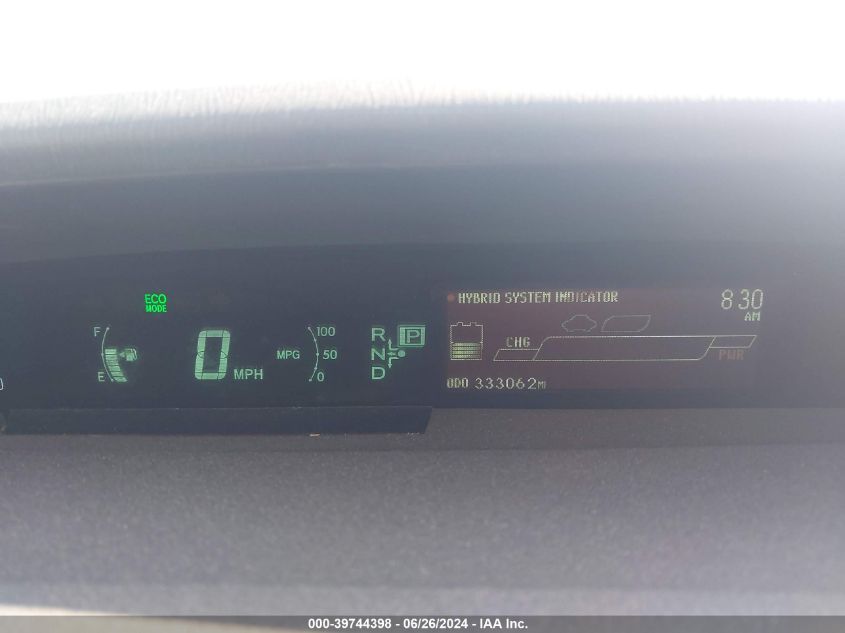 ECO
MODE
HYBRID SYSTEM INDICATOR
8:30
AM
F
E
0 MPH
MPG
100
50
0
R
N
D
P
F
CHG
PWR
ODO 333062MI
000-39744398 - 06/26/2024 - IAA Inc.